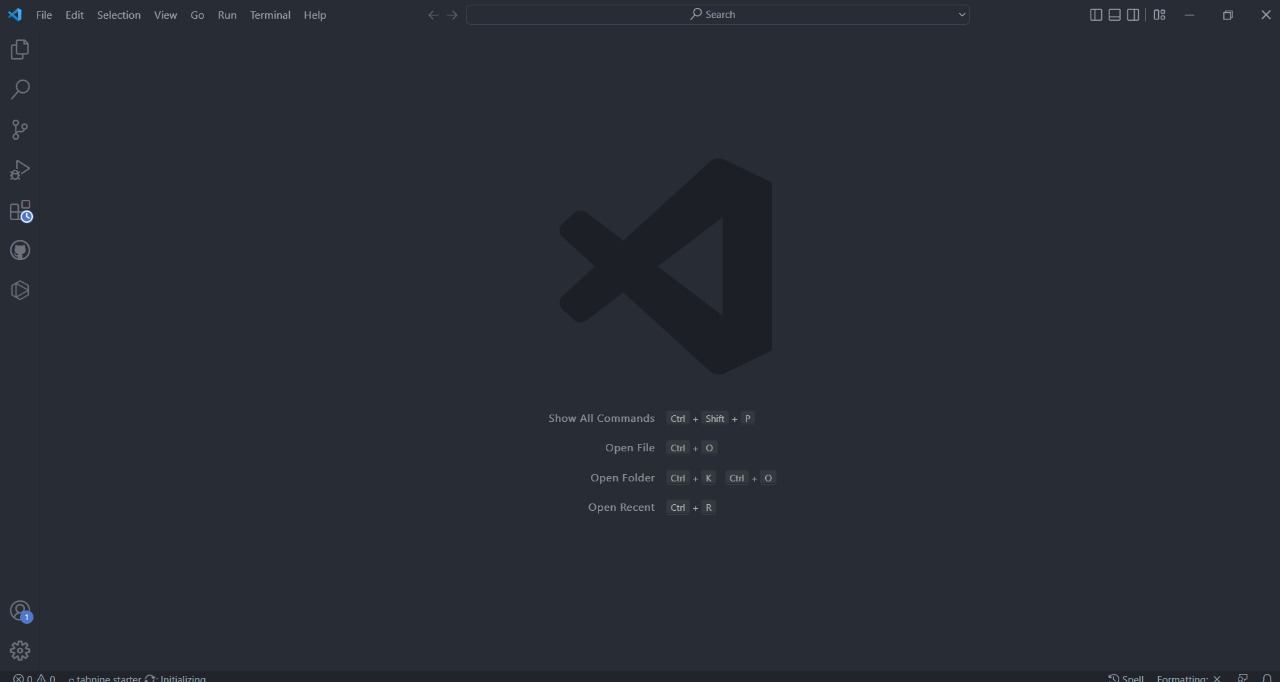 File Edit Selection View Go Run Terminal Help Search
Show All Commands Ctrl + Shift + P
Open File Ctrl + O
Open Folder Ctrl + K Ctrl + O
Open Recent Ctrl + R
1
0 0 tabnine starter : Initializing Spell Formatting: ×